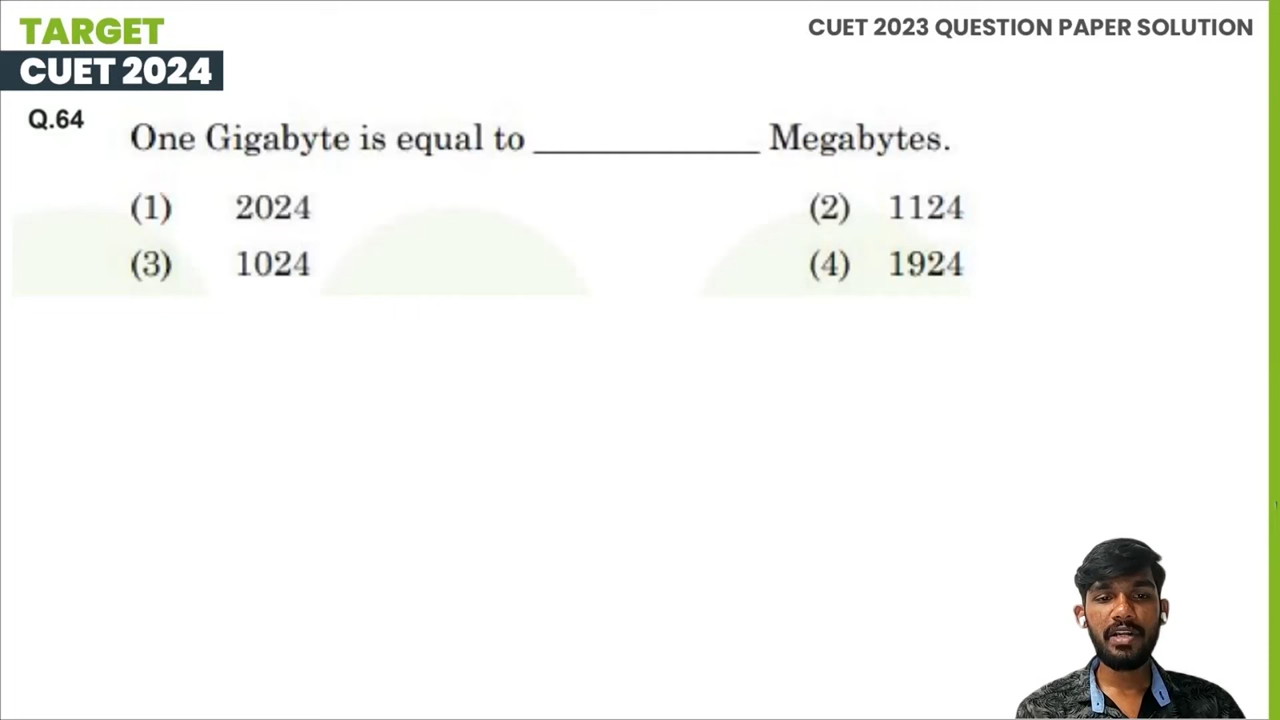 TARGET
CUET 2024
CUET 2023 QUESTION PAPER SOLUTION
Q.64
One Gigabyte is equal to ____________ Megabytes.
(1) 2024 (2) 1124
(3) 1024 (4) 1924